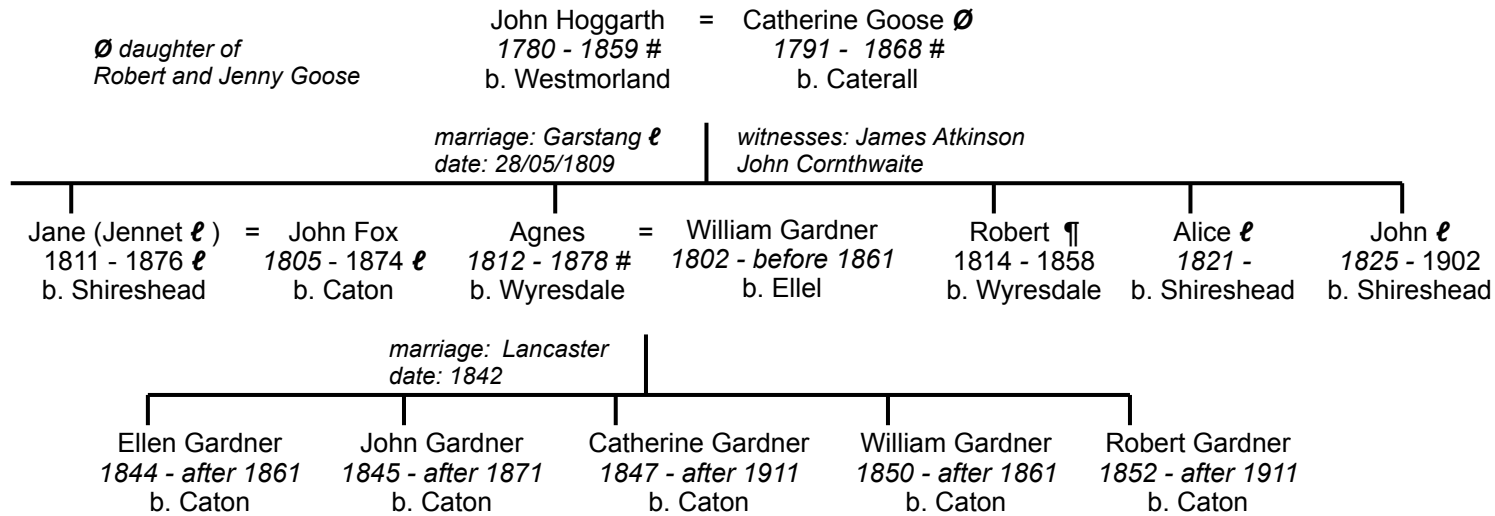 John Hoggarth = Catherine Goose Ø
1780 - 1859 # 1791 -  1868 #
b. Westmorland b. Caterall
Ø daughter of
Robert and Jenny Goose
marriage: Garstang ℓ witnesses: James Atkinson
date: 28/05/1809 John Cornthwaite
Jane (Jennet ℓ ) = John Fox Agnes = William Gardner Robert ¶ Alice ℓ John ℓ
1811 - 1876 ℓ 1805 - 1874 ℓ 1812 - 1878 # 1802 - before 1861 1814 - 1858 1821 - 1825 - 1902
b. Shireshead b. Caton b. Wyresdale b. Ellel b. Wyresdale b. Shireshead b. Shireshead
marriage: Lancaster
date: 1842
Ellen Gardner John Gardner Catherine Gardner William Gardner Robert Gardner
1844 - after 1861 1845 - after 1871 1847 - after 1911 1850 - after 1861 1852 - after 1911
b. Caton b. Caton b. Caton b. Caton b. Caton